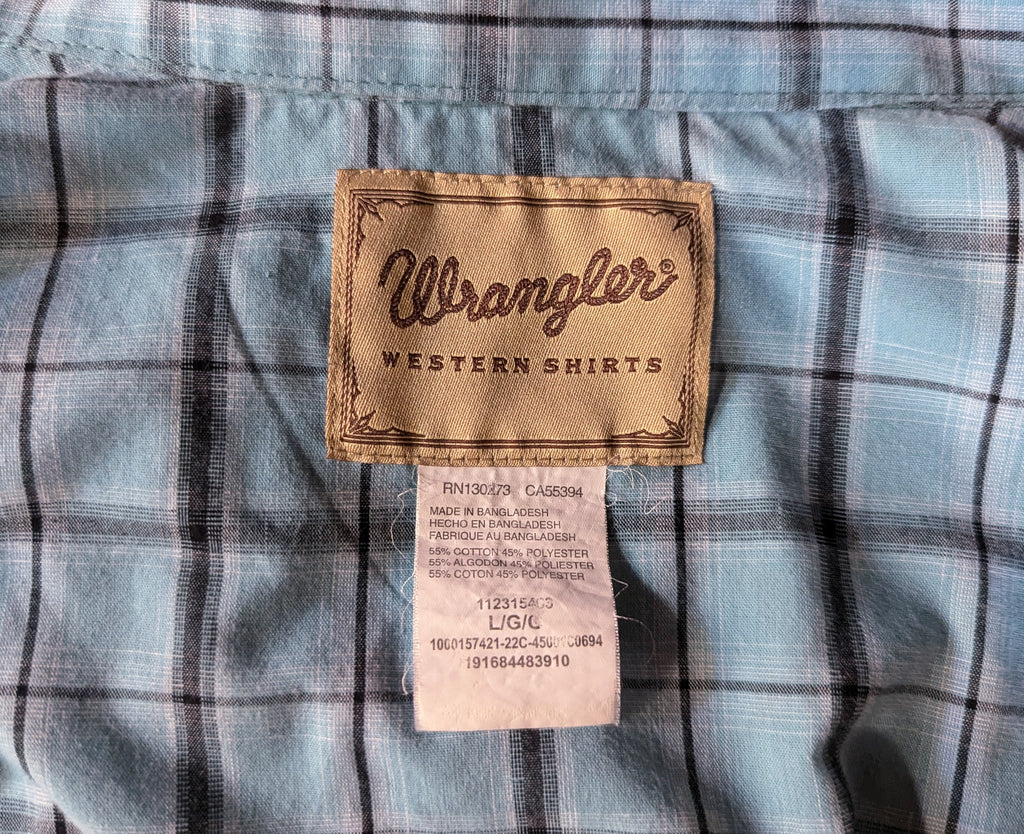 Wrangler®
WESTERN SHIRTS
RN130273 CA55394
MADE IN BANGLADESH
HECHO EN BANGLADESH
FABRIQUE AU BANGLADESH
55% COTTON 45% POLYESTER
55% ALGODON 45% POLIESTER
55% COTON 45% POLYESTER
L/G/G
191684483910